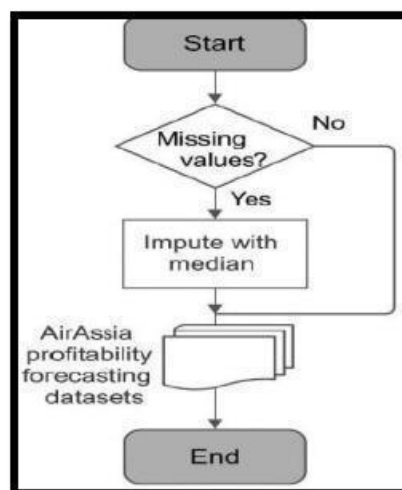 Start
Missing
values?
No
Yes
Impute with
median
AirAssia
profitability
forecasting
datasets
End